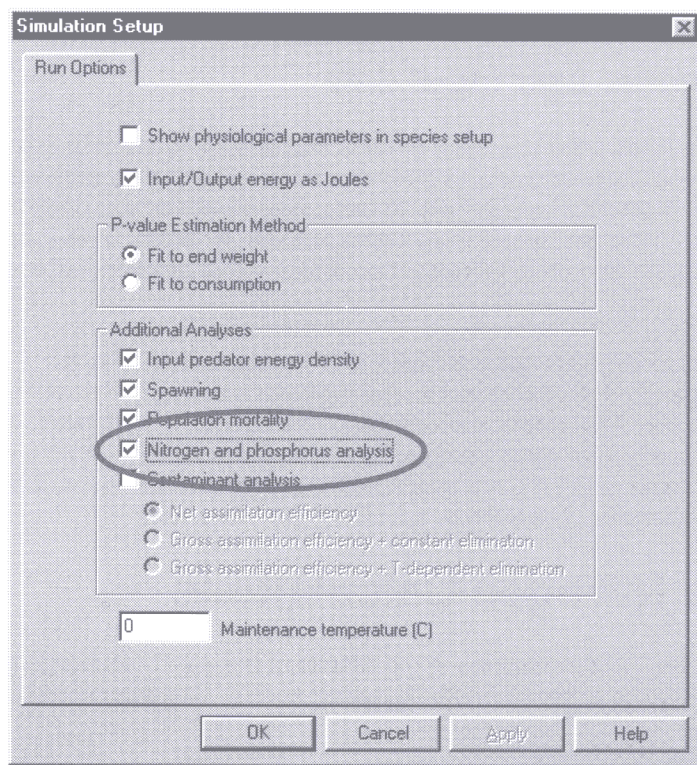 Simulation Setup
Run Options
Show physiological parameters in species setup
Input/Output energy as Joules
P-value Estimation Method
Fit to end weight
Fit to consumption
Additional Analyses
Input predator energy density
Spawning
Population mortality
Nitrogen and phosphorus analysis
Contaminant analysis
Net assimilation efficiency
Gross assimilation efficiency + constant elimination
Gross assimilation efficiency + T-dependent elimination
0 Maintenance temperature (C)
OK Cancel Apply Help